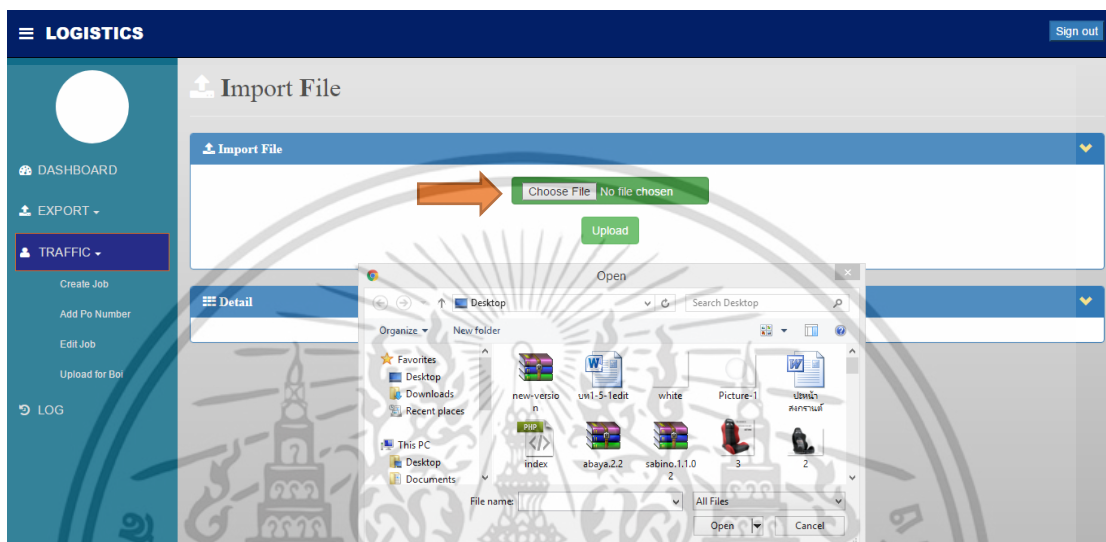 LOGISTICS
Sign out
Import File
DASHBOARD
EXPORT
TRAFFIC
Create Job
Add Po Number
Edit Job
Upload for Boi
LOG
Import File
Choose File No file chosen
Upload
Detail
Open
Desktop
Search Desktop
Organize
New folder
Favorites
Desktop
Downloads
Recent places
This PC
Desktop
Documents
new-versio
n
บท1-5-1edit
white
Picture-1
ปะหน้า
สงกรานต์
PHP
index
abaya.2.2
sabino.1.1.0
2
3
2
File name:
All Files
Open
Cancel